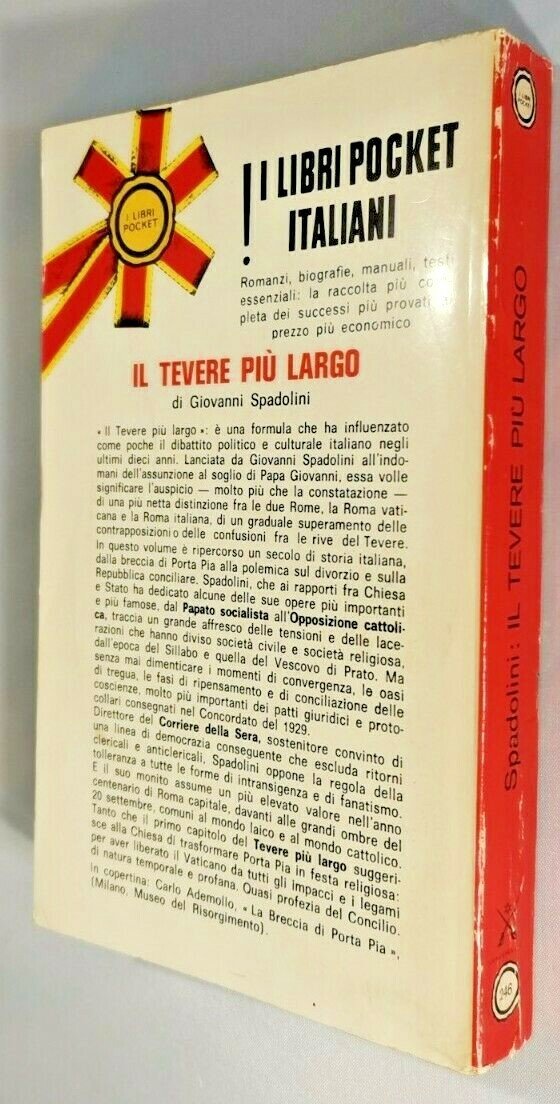 I LIBRI
POCKET
! I LIBRI POCKET
ITALIANI
Romanzi, biografie, manuali, testi
essenziali: la raccolta più com
pleta dei successi più provati
prezzo più economico
IL TEVERE PIÙ LARGO
di Giovanni Spadolini
« Il Tevere più largo »: è una formula che ha influenzato
come poche il dibattito politico e culturale italiano negli
ultimi dieci anni. Lanciata da Giovanni Spadolini all'indo-
mani dell'assunzione al soglio di Papa Giovanni, essa volle
significare l'auspicio — molto più che la constatazione —
di una più netta distinzione fra le due Rome, la Roma vati-
cana e la Roma italiana, di un graduale superamento delle
contrapposizioni o delle confusioni fra le rive del Tevere.
In questo volume è ripercorso un secolo di storia italiana,
dalla breccia di Porta Pia alla polemica sul divorzio e sulla
Repubblica conciliare. Spadolini, che ai rapporti fra Chiesa
e Stato ha dedicato alcune delle sue opere più importanti
e più famose, dal Papato socialista all'Opposizione cattoli-
ca, traccia un grande affresco delle tensioni e delle lace-
razioni che hanno diviso società civile e società religiosa,
dall'epoca del Sillabo e quella del Vescovo di Prato. Ma
senza mai dimenticare i momenti di convergenza, le oasi
di tregua, le fasi di ripensamento e di conciliazione delle
coscienze, molto più importanti dei patti giuridici e proto-
collari consegnati nel Concordato del 1929.
Direttore del Corriere della Sera, sostenitore convinto di
una linea di democrazia conseguente che escluda ritorni
clericali e anticlericali, Spadolini oppone la regola della
tolleranza a tutte le forme di intransigenza e di fanatismo.
E il suo monito assume un più elevato valore nell'anno
centenario di Roma capitale, davanti alle grandi ombre del
20 settembre, comuni al mondo laico e al mondo cattolico.
Tanto che il primo capitolo del Tevere più largo suggeri-
sce alla Chiesa di trasformare Porta Pia in festa religiosa:
per aver liberato il Vaticano da tutti gli impacci e i legami
di natura temporale e profana. Quasi profezia del Concilio.
In copertina: Carlo Ademollo, « La Breccia di Porta Pia »,
(Milano, Museo del Risorgimento).
I LIBRI
POCKET
Spadolini: IL TEVERE PIÙ LARGO
246